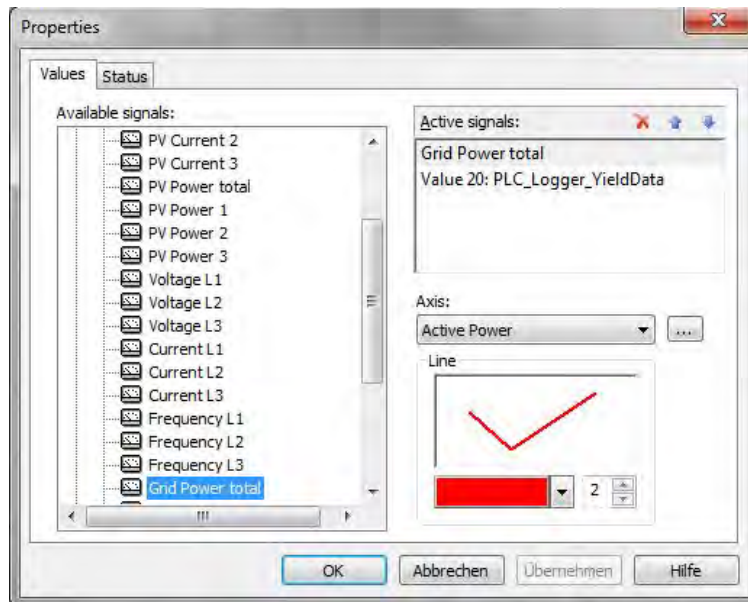 Properties
Values
Status
Available signals:
PV Current 2
PV Current 3
PV Power total
PV Power 1
PV Power 2
PV Power 3
Voltage L1
Voltage L2
Voltage L3
Current L1
Current L2
Current L3
Frequency L1
Frequency L2
Frequency L3
Grid Power total
Active signals:
Grid Power total
Value 20: PLC_Logger_YieldData
Axis:
Active Power
...
Line
2
OK
Abbrechen
Übernehmen
Hilfe